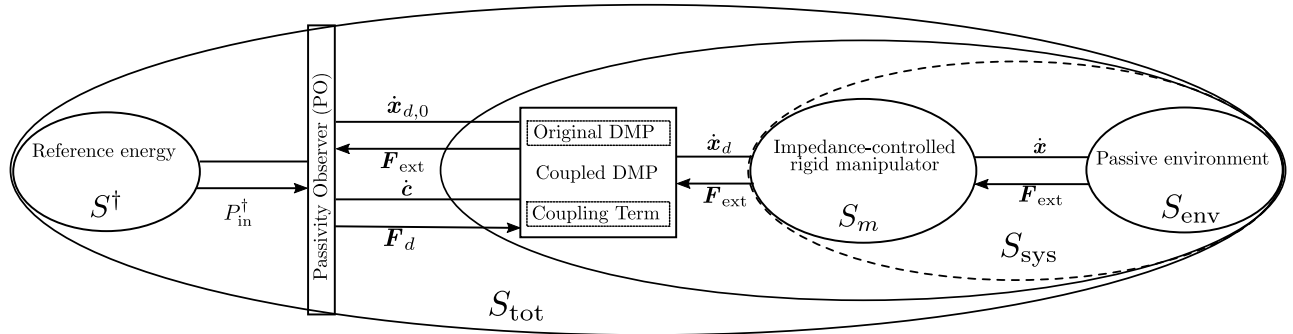 Reference energy
S†
P†in
Passivity Observer (PO)
ẋd,0
Fext
ċ
Fd
Original DMP
Coupled DMP
Coupling Term
ẋd
Fext
Impedance-controlled
rigid manipulator
Sm
ẋ
Fext
Passive environment
Senv
Ssys
Stot